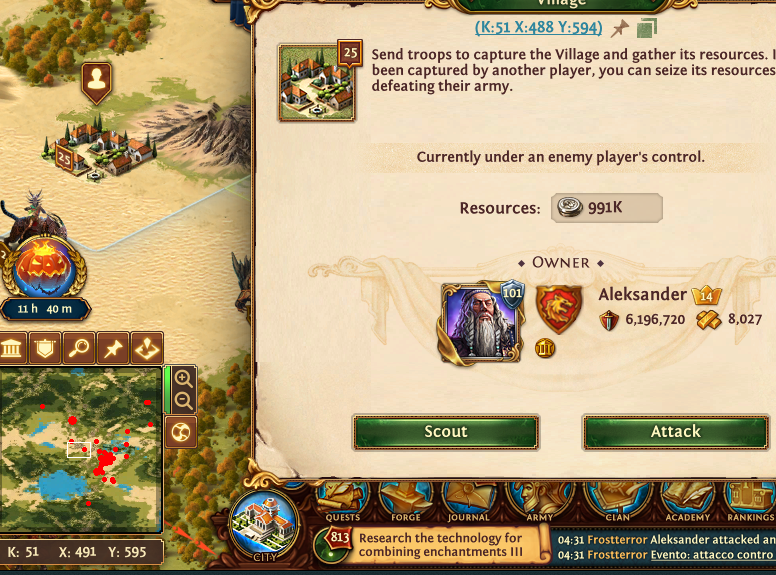 Village
(K:51 X:488 Y:594)
25
Send troops to capture the Village and gather its resources. I
been captured by another player, you can seize its resources
defeating their army.
25
Currently under an enemy player's control.
Resources: 991K
OWNER
101
Aleksander 14
6,196,720 8,027
III
11 h 40 m
Scout
Attack
QUESTS
FORGE
JOURNAL
ARMY
CLAN
ACADEMY
RANKINGS
CITY
813
Research the technology for
combining enchantments III
04:31 Frostterror Aleksander attacked an
04:31 Frostterror Evento: attacco contro
K: 51 X: 491 Y: 595